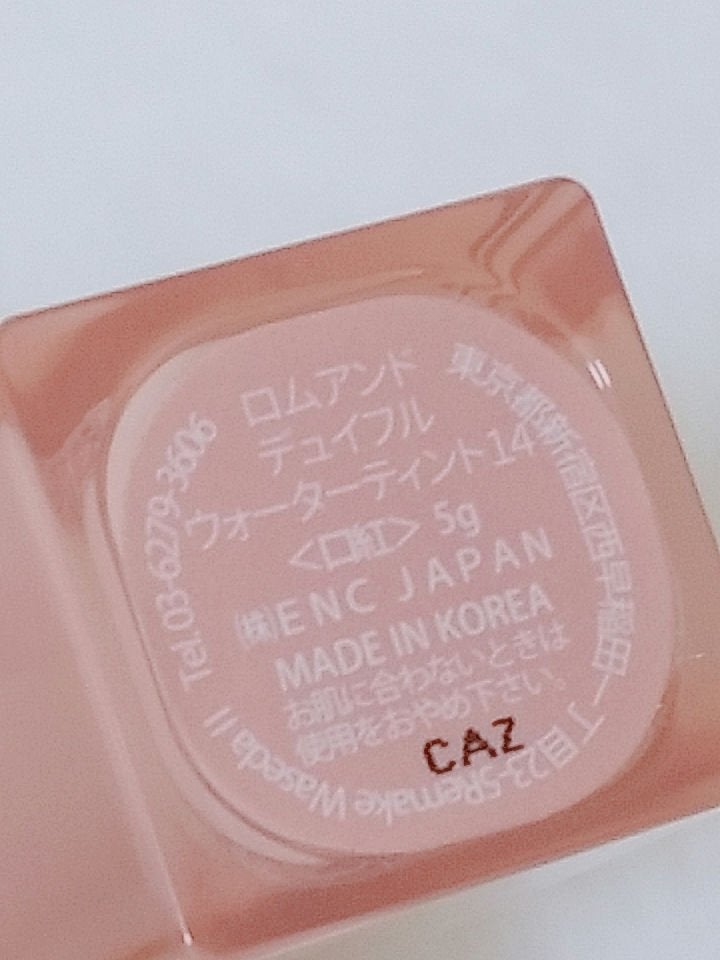 ロムアンド
デュイフル
ウォーターティント14
<口紅> 5g
㈱ENC JAPAN
MADE IN KOREA
お肌に合わないときは
使用をおやめ下さい。
CAZ
東京都新宿区西早稲田一丁目23-5Remake Waseda II
Tel.03-6279-3606